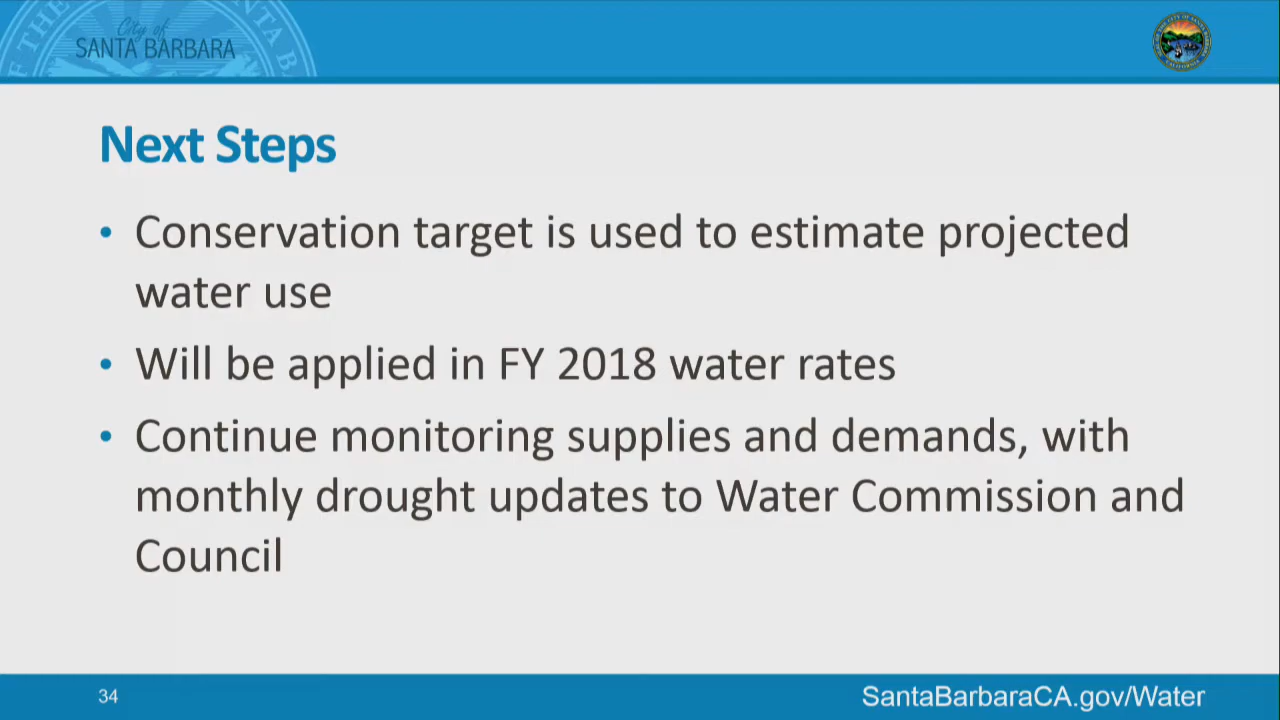 City of
SANTA BARBARA
Next Steps
• Conservation target is used to estimate projected
water use
• Will be applied in FY 2018 water rates
• Continue monitoring supplies and demands, with
monthly drought updates to Water Commission and
Council
34
SantaBarbaraCA.gov/Water